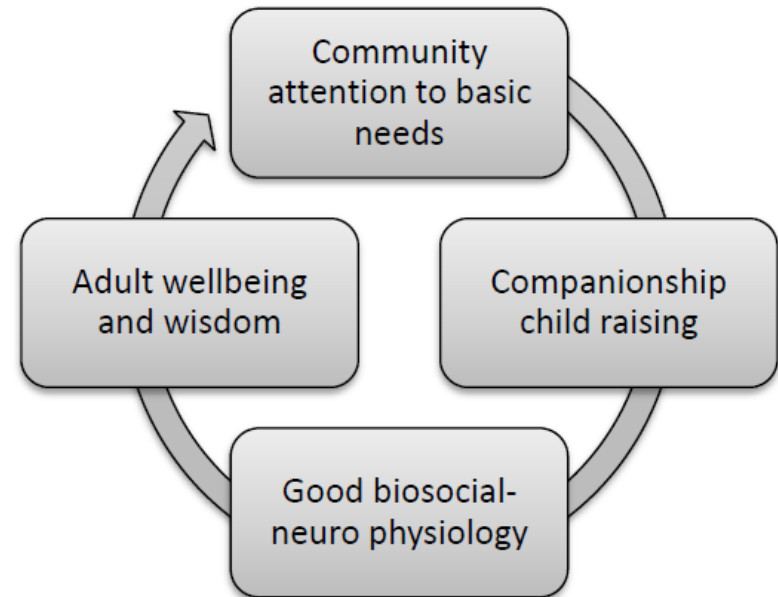 Community
attention to basic
needs
Adult wellbeing
and wisdom
Companionship
child raising
Good biosocial-
neuro physiology